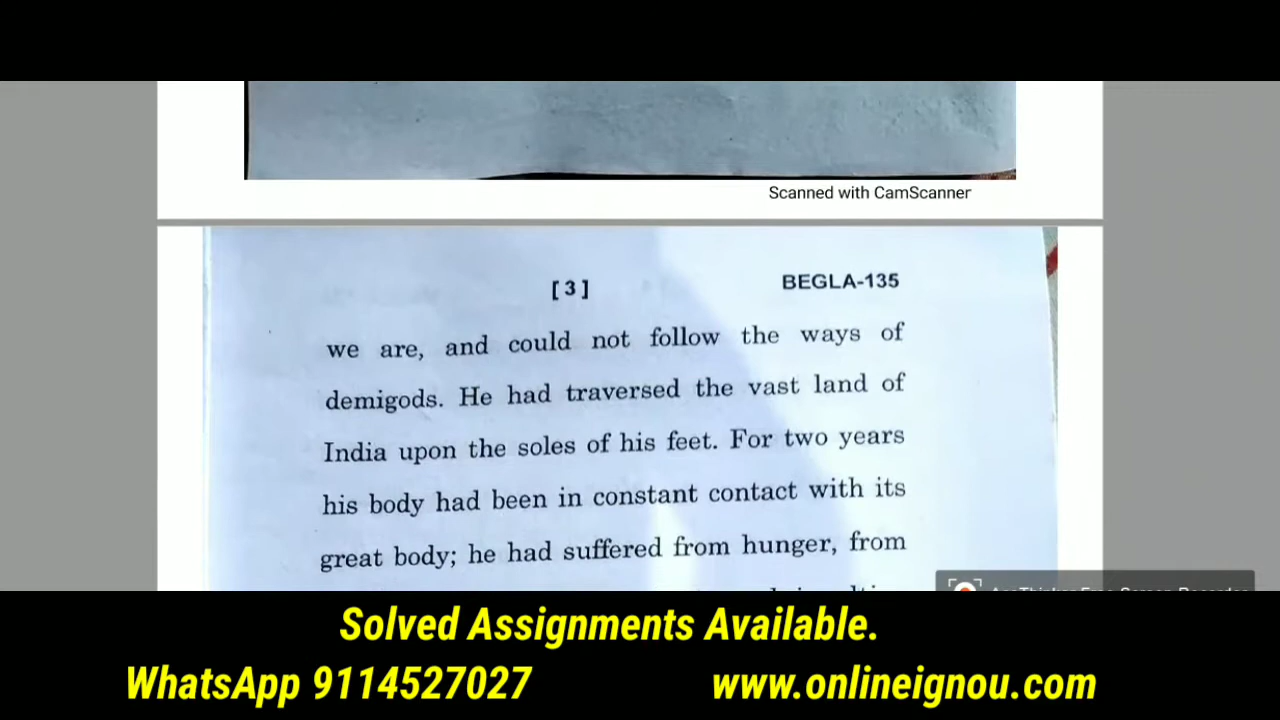 Scanned with CamScanner
[ 3 ]
BEGLA-135
we are, and could not follow the ways of
demigods. He had traversed the vast land of
India upon the soles of his feet. For two years
his body had been in constant contact with its
great body; he had suffered from hunger, from
Solved Assignments Available.
WhatsApp 9114527027
www.onlineignou.com